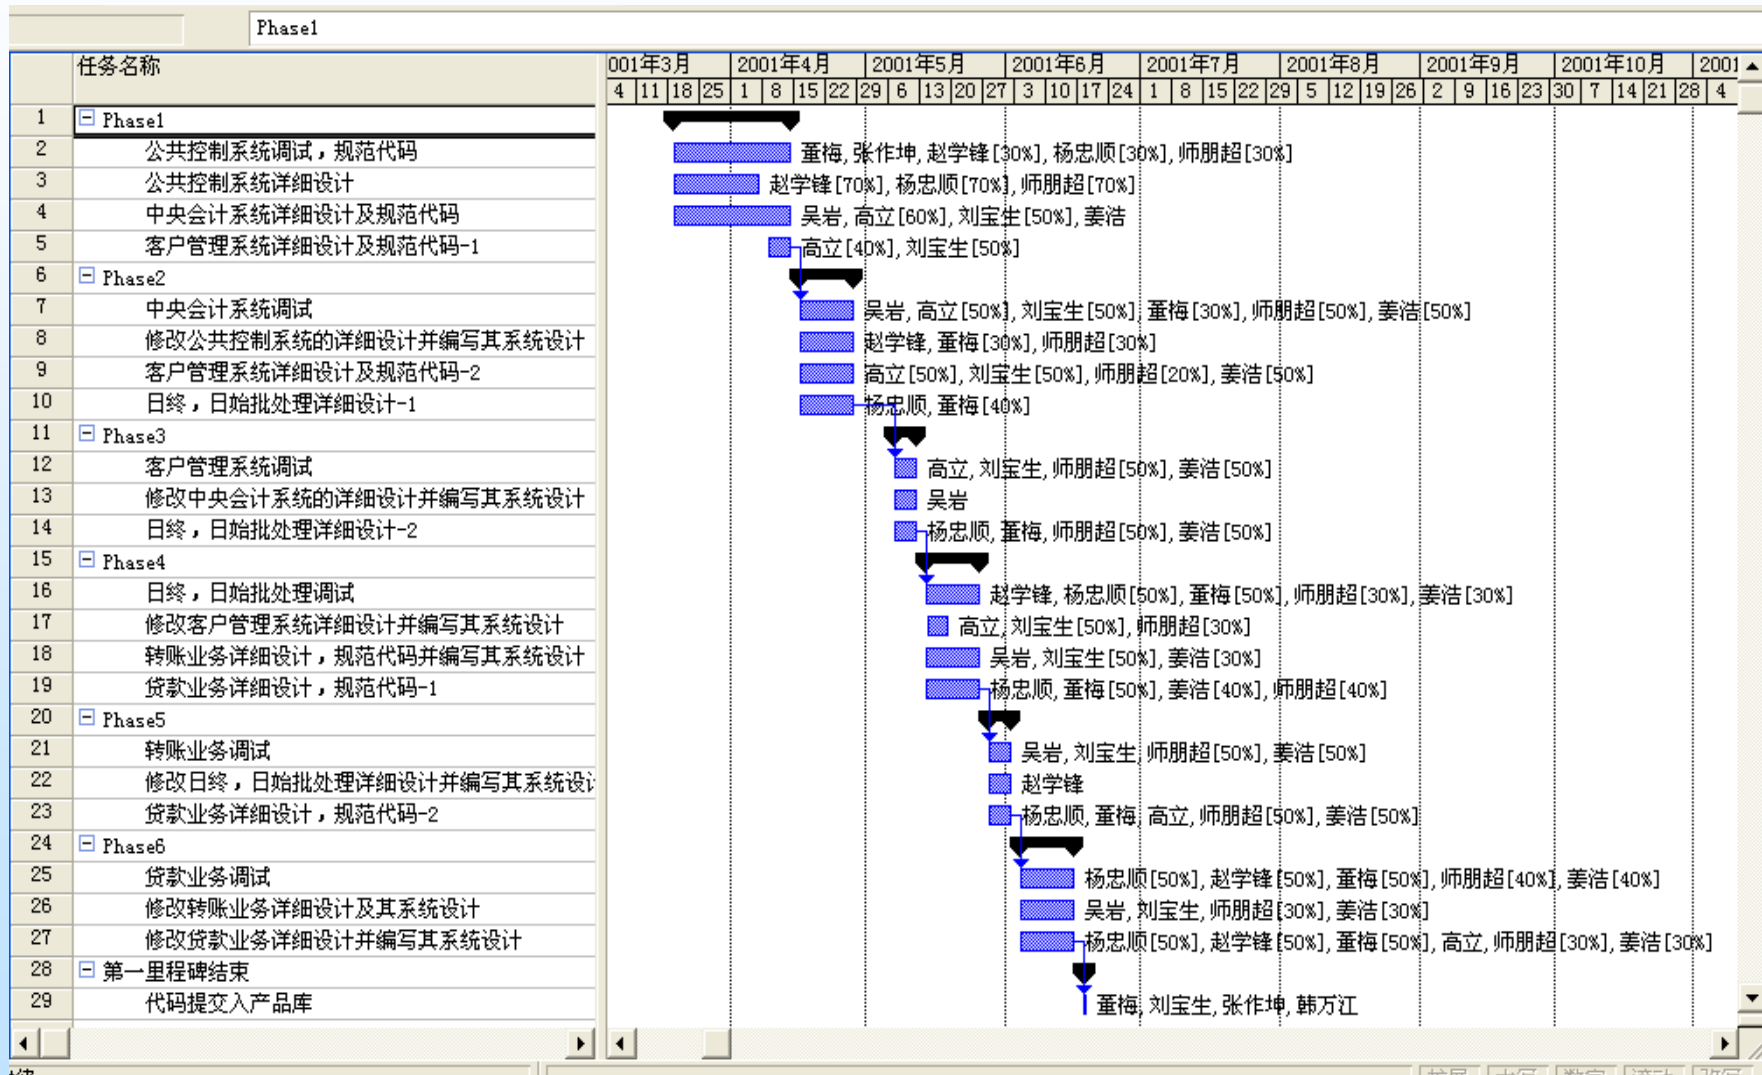 Phase1
任务名称 001年3月 2001年4月 2001年5月 2001年6月 2001年7月 2001年8月 2001年9月 2001年10月 2001
4 11 18 25 1 8 15 22 29 6 13 20 27 3 10 17 24 1 8 15 22 29 5 12 19 26 2 9 16 23 30 7 14 21 28 4
1 Phase1
2 公共控制系统调试，规范代码 董梅,张作坤,赵学锋[30%],杨忠顺[30%],师朋超[30%]
3 公共控制系统详细设计 赵学锋[70%],杨忠顺[70%],师朋超[70%]
4 中央会计系统详细设计及规范代码 吴岩,高立[60%],刘宝生[50%],姜浩
5 客户管理系统详细设计及规范代码-1 高立[40%],刘宝生[50%]
6 Phase2
7 中央会计系统调试 吴岩,高立[50%],刘宝生[50%],董梅[30%],师朋超[50%],姜浩[50%]
8 修改公共控制系统的详细设计并编写其系统设计 赵学锋,董梅[30%],师朋超[30%]
9 客户管理系统详细设计及规范代码-2 高立[50%],刘宝生[50%],师朋超[20%],姜浩[50%]
10 日终，日始批处理详细设计-1 杨忠顺,董梅[40%]
11 Phase3
12 客户管理系统调试 高立,刘宝生,师朋超[50%],姜浩[50%]
13 修改中央会计系统的详细设计并编写其系统设计 吴岩
14 日终，日始批处理详细设计-2 杨忠顺,董梅,师朋超[50%],姜浩[50%]
15 Phase4
16 日终，日始批处理调试 赵学锋,杨忠顺[50%],董梅[50%],师朋超[30%],姜浩[30%]
17 修改客户管理系统详细设计并编写其系统设计 高立,刘宝生[50%],师朋超[30%]
18 转账业务详细设计，规范代码并编写其系统设计 吴岩,刘宝生[50%],姜浩[30%]
19 贷款业务详细设计，规范代码-1 杨忠顺,董梅[50%],姜浩[40%],师朋超[40%]
20 Phase5
21 转账业务调试 吴岩,刘宝生,师朋超[50%],姜浩[50%]
22 修改日终，日始批处理详细设计并编写其系统设 赵学锋
23 贷款业务详细设计，规范代码-2 杨忠顺,董梅,高立,师朋超[50%],姜浩[50%]
24 Phase6
25 贷款业务调试 杨忠顺[50%],赵学锋[50%],董梅[50%],师朋超[40%],姜浩[40%]
26 修改转账业务详细设计及其系统设计 吴岩,刘宝生,师朋超[30%],姜浩[30%]
27 修改贷款业务详细设计并编写其系统设计 杨忠顺[50%],赵学锋[50%],董梅[50%],高立,师朋超[30%],姜浩[30%]
28 第一里程碑结束
29 代码提交入产品库 董梅,刘宝生,张作坤,韩万江